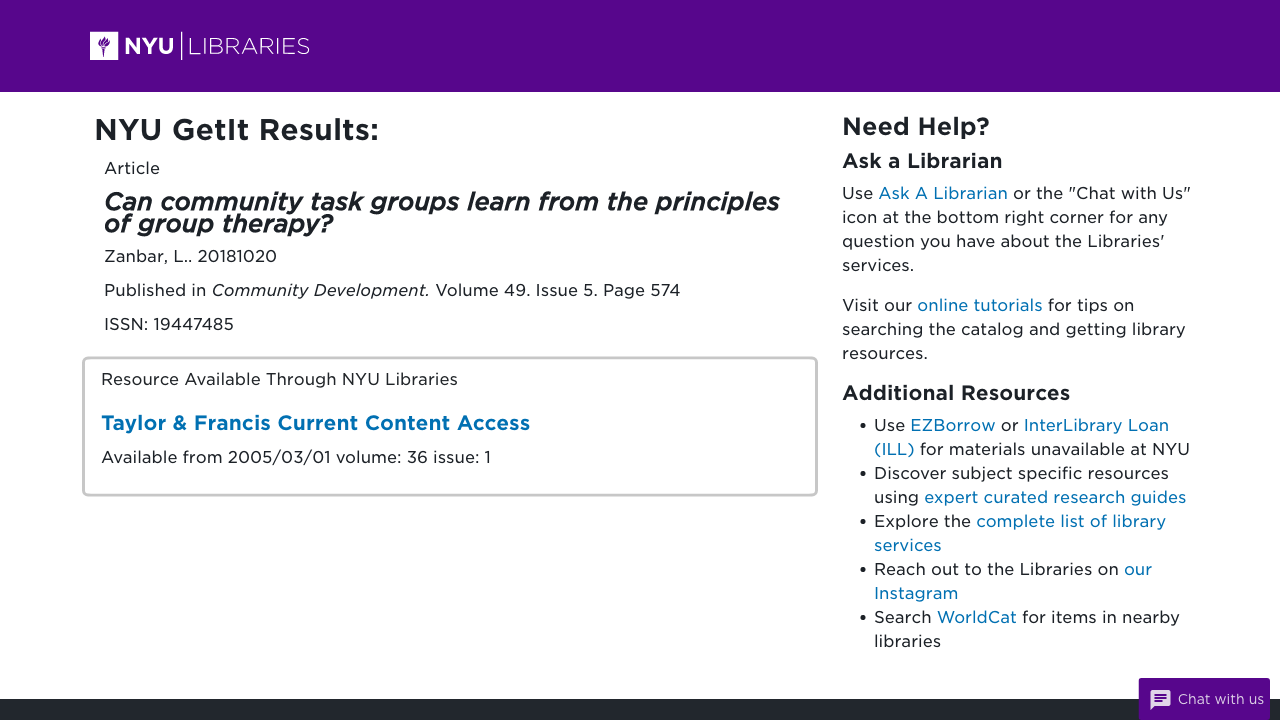 NYU LIBRARIES
NYU GetIt Results:
Article
Can community task groups learn from the principles
of group therapy?
Zanbar, L.. 20181020
Published in Community Development. Volume 49. Issue 5. Page 574
ISSN: 19447485
Resource Available Through NYU Libraries
Taylor & Francis Current Content Access
Available from 2005/03/01 volume: 36 issue: 1
Need Help?
Ask a Librarian
Use Ask A Librarian or the "Chat with Us"
icon at the bottom right corner for any
question you have about the Libraries'
services.
Visit our online tutorials for tips on
searching the catalog and getting library
resources.
Additional Resources
• Use EZBorrow or InterLibrary Loan
(ILL) for materials unavailable at NYU
• Discover subject specific resources
using expert curated research guides
• Explore the complete list of library
services
• Reach out to the Libraries on our
Instagram
• Search WorldCat for items in nearby
libraries
Chat with us